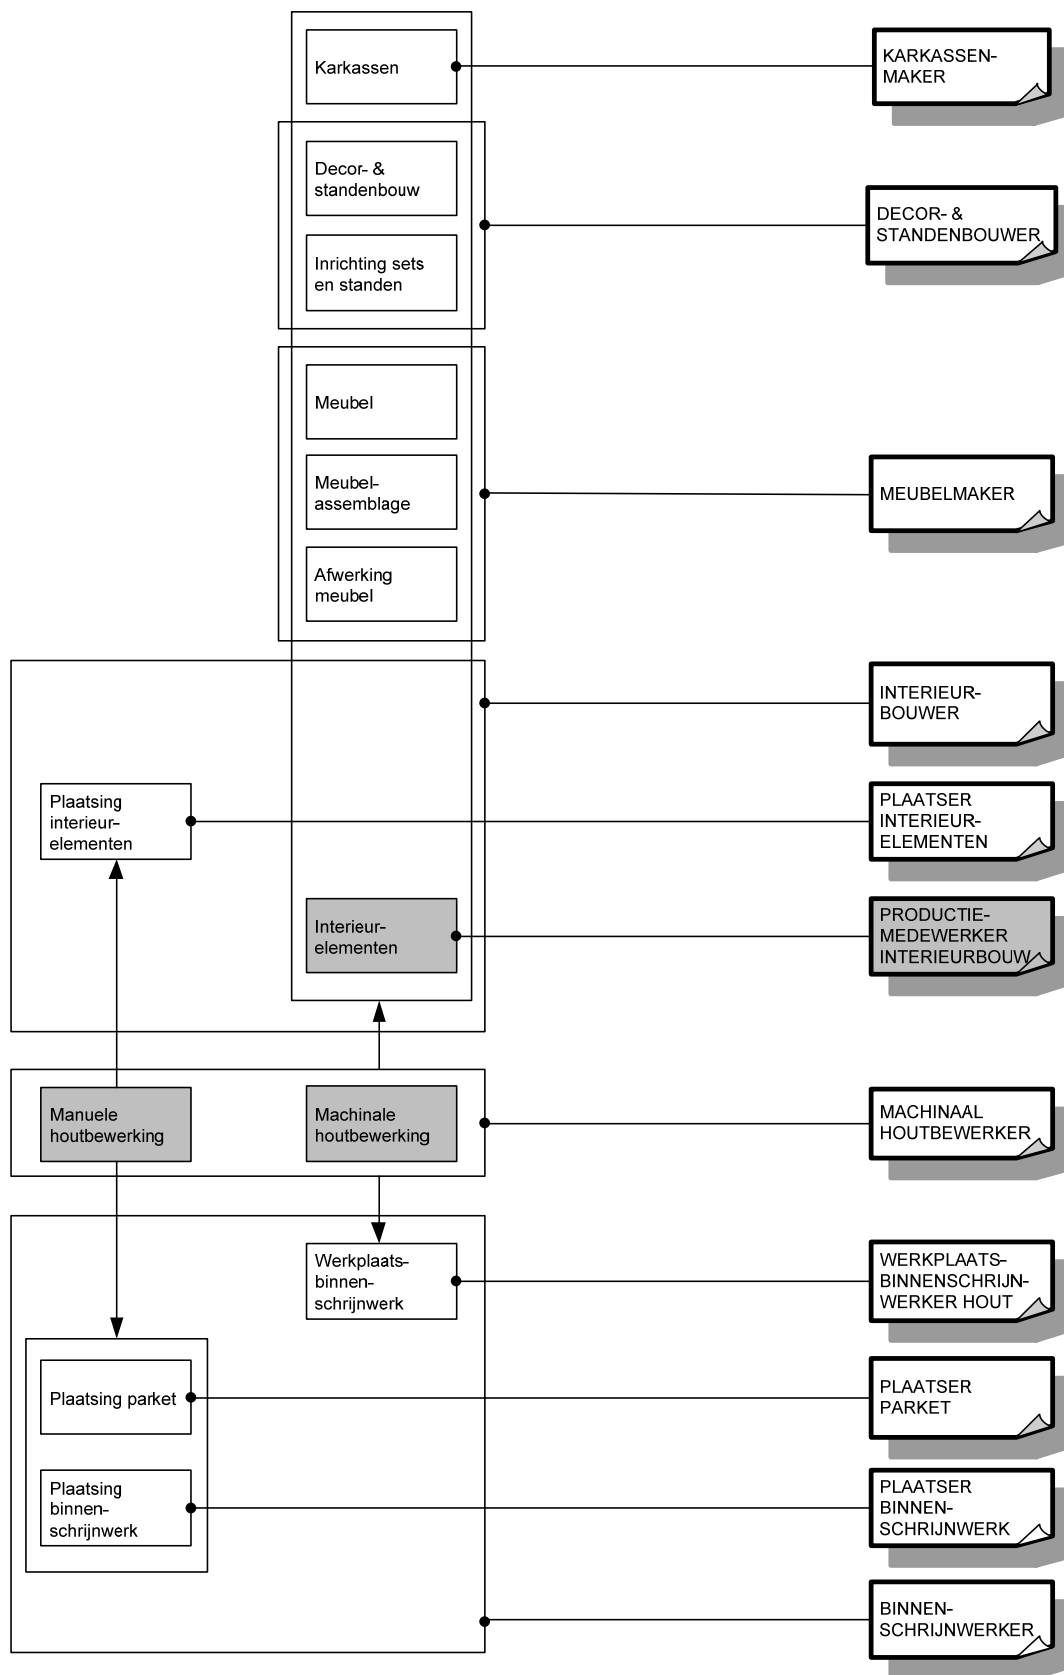 Karkassen
KARKASSEN-
MAKER
Decor- &
standenbouw
Inrichting sets
en standen
DECOR- &
STANDENBOUWER
Meubel
Meubel-
assemblage
Afwerking
meubel
MEUBELMAKER
INTERIEUR-
BOUWER
Plaatsing
interieur-
elementen
PLAATSER
INTERIEUR-
ELEMENTEN
Interieur-
elementen
PRODUCTIE-
MEDEWERKER
INTERIEURBOUW
Manuele
houtbewerking
Machinale
houtbewerking
MACHINAAL
HOUTBEWERKER
Werkplaats-
binnen-
schrijnwerk
WERKPLAATS-
BINNENSCHRIJN-
WERKER HOUT
Plaatsing parket
PLAATSER
PARKET
Plaatsing
binnen-
schrijnwerk
PLAATSER
BINNEN-
SCHRIJNWERK
BINNEN-
SCHRIJNWERKER